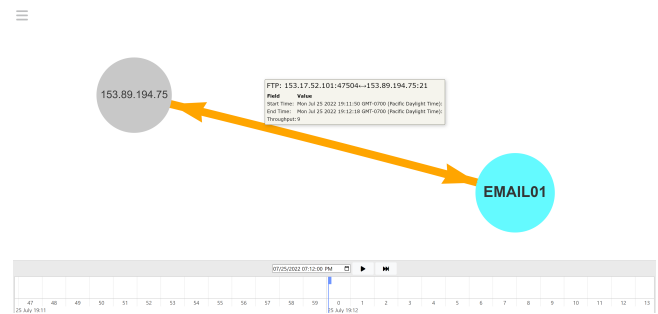 153.89.194.75
FTP: 153.17.52.101:47504↔153.89.194.75:21
Field Value
Start Time: Mon Jul 25 2022 19:11:50 GMT-0700 (Pacific Daylight Time):
End Time: Mon Jul 25 2022 19:12:18 GMT-0700 (Pacific Daylight Time):
Throughput: 9
EMAIL01
07/25/2022 07:12:00 PM
47 48 49 50 51 52 53 54 55 56 57 58 59 0 1 2 3 4 5 6 7 8 9 10 11 12 13
25 July 19:11 25 July 19:12